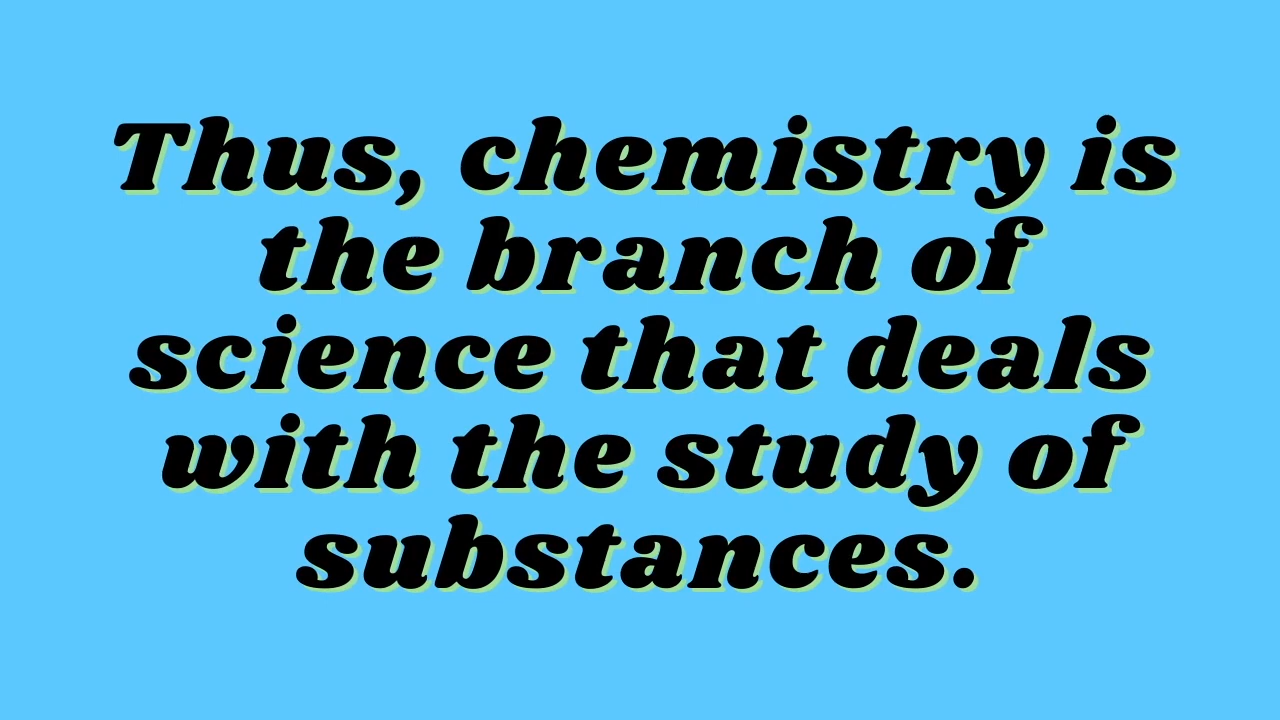 Thus, chemistry is
the branch of
science that deals
with the study of
substances.